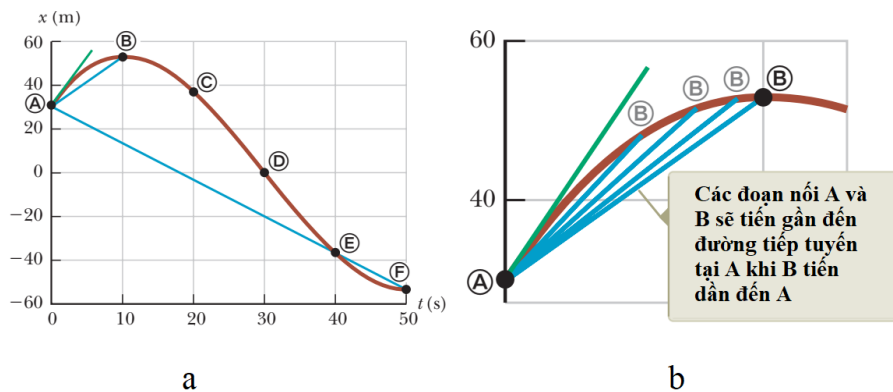 x (m)
60
40
20
0
−20
−40
−60
A
B
C
D
E
F
t (s)
0
10
20
30
40
50
a
60
40
B
B
B
B
A
Các đoạn nối A và
B sẽ tiến gần đến
đường tiếp tuyến
tại A khi B tiến
dần đến A
b